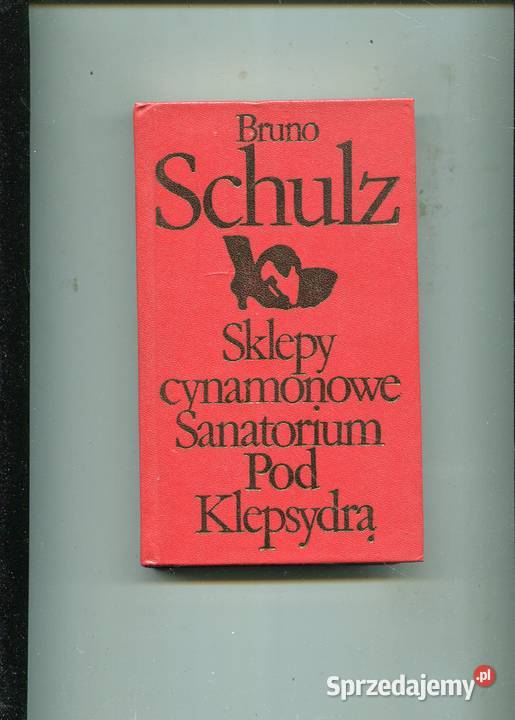 Bruno
Schulz
Sklepy
cynamonowe
Sanatorium
Pod
Klepsydrą
Sprzedajemy.pl